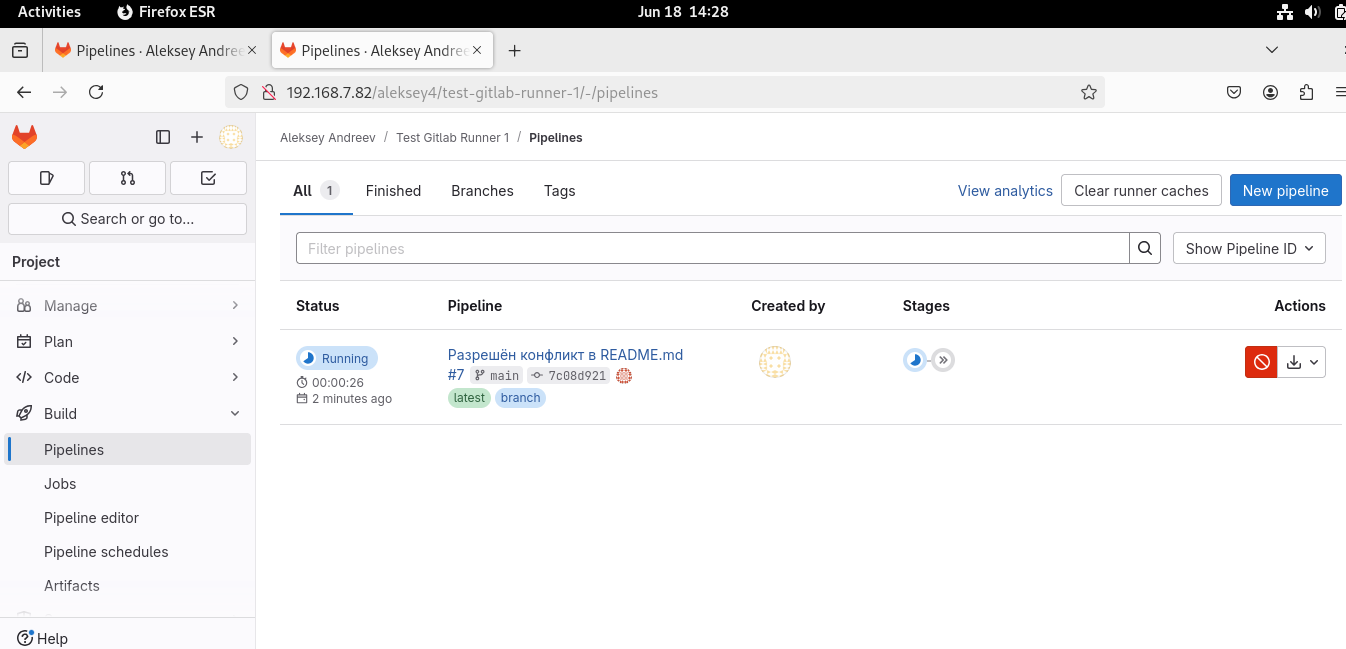 Activities Firefox ESR Jun 18 14:28
Pipelines · Aleksey Andree Pipelines · Aleksey Andree
192.168.7.82/aleksey4/test-gitlab-runner-1/-/pipelines
Aleksey Andreev / Test Gitlab Runner 1 / Pipelines
All 1 Finished Branches Tags View analytics Clear runner caches New pipeline
Search or go to...
Filter pipelines Show Pipeline ID
Project
Manage
Plan
Code
Build
Pipelines
Jobs
Pipeline editor
Pipeline schedules
Artifacts
Help
Status Pipeline Created by Stages Actions
Running Разрешён конфликт в README.md
#7 main 7c08d921
00:00:26
2 minutes ago latest branch